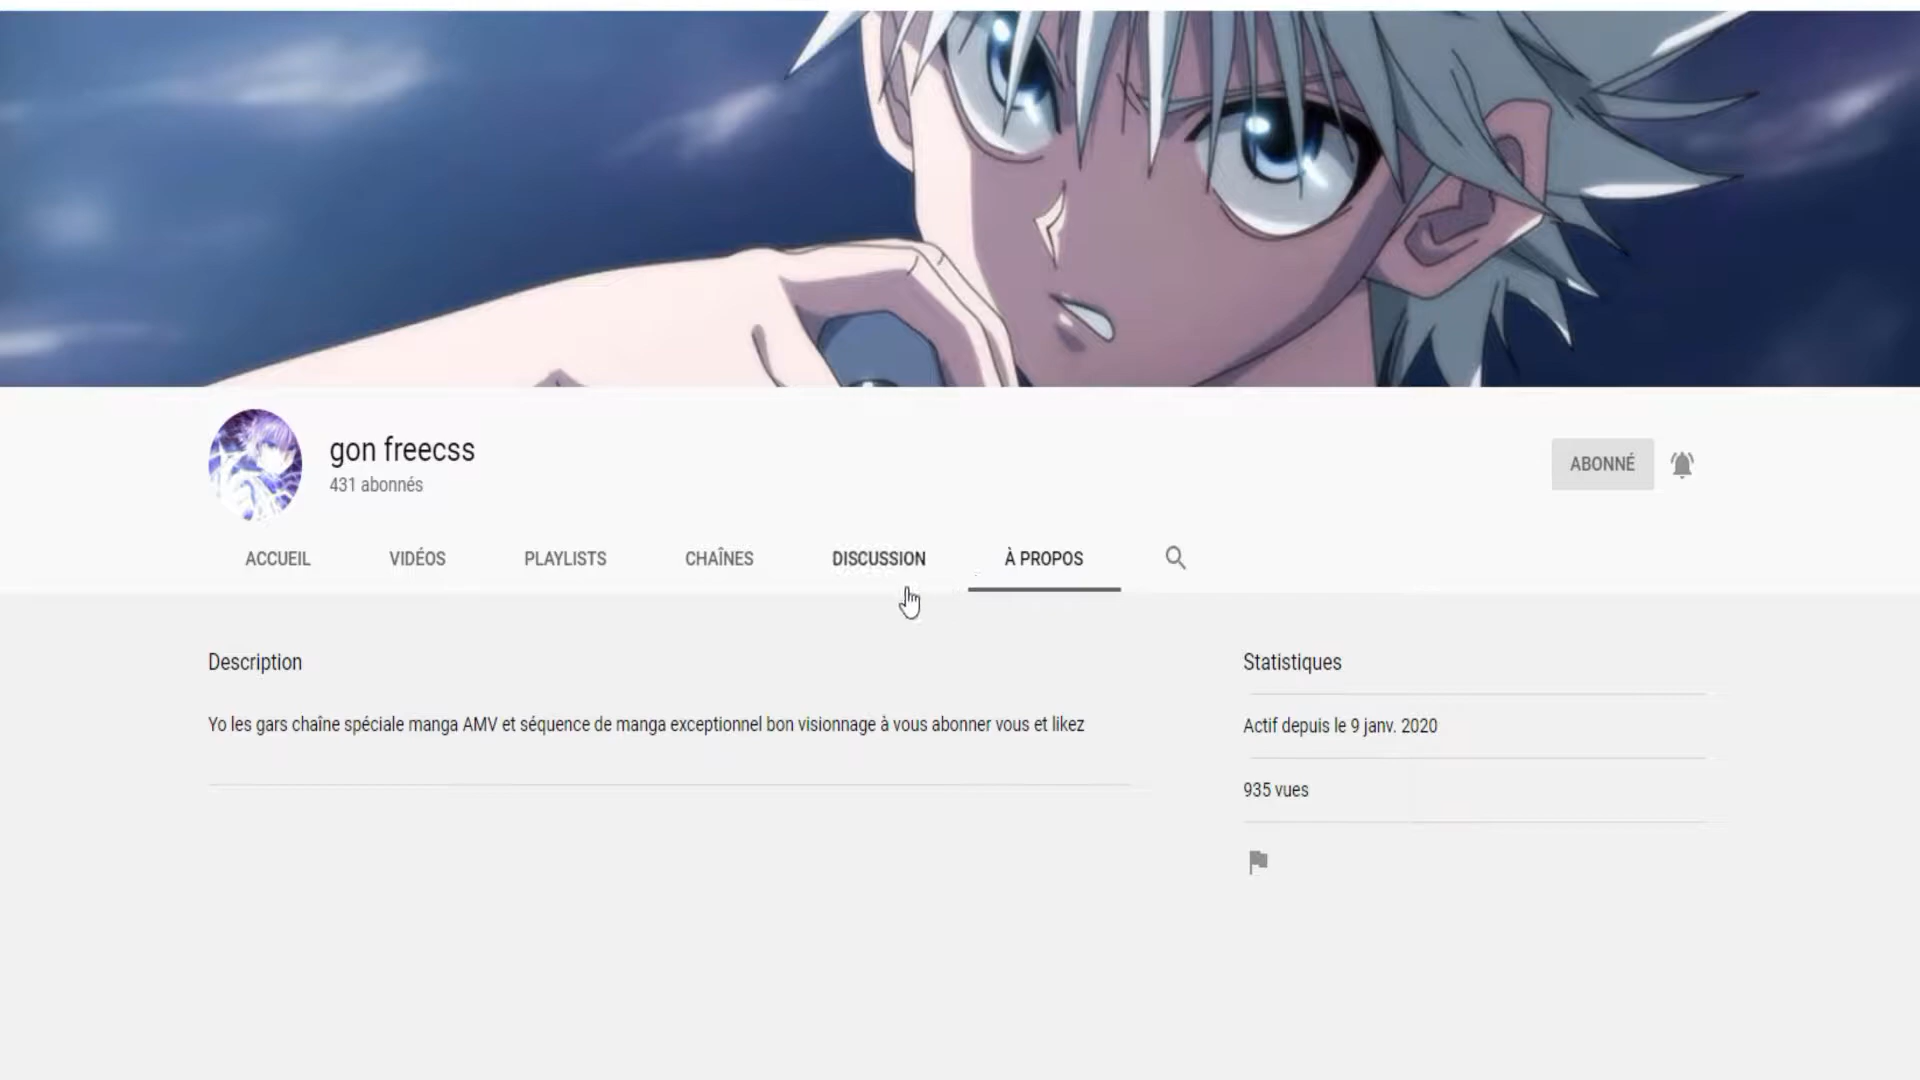 gon freecss
431 abonnés
ABONNÉ
ACCUEIL VIDÉOS PLAYLISTS CHAÎNES DISCUSSION À PROPOS
Description
Yo les gars chaîne spéciale manga AMV et séquence de manga exceptionnel bon visionnage à vous abonner vous et likez
Statistiques
Actif depuis le 9 janv. 2020
935 vues